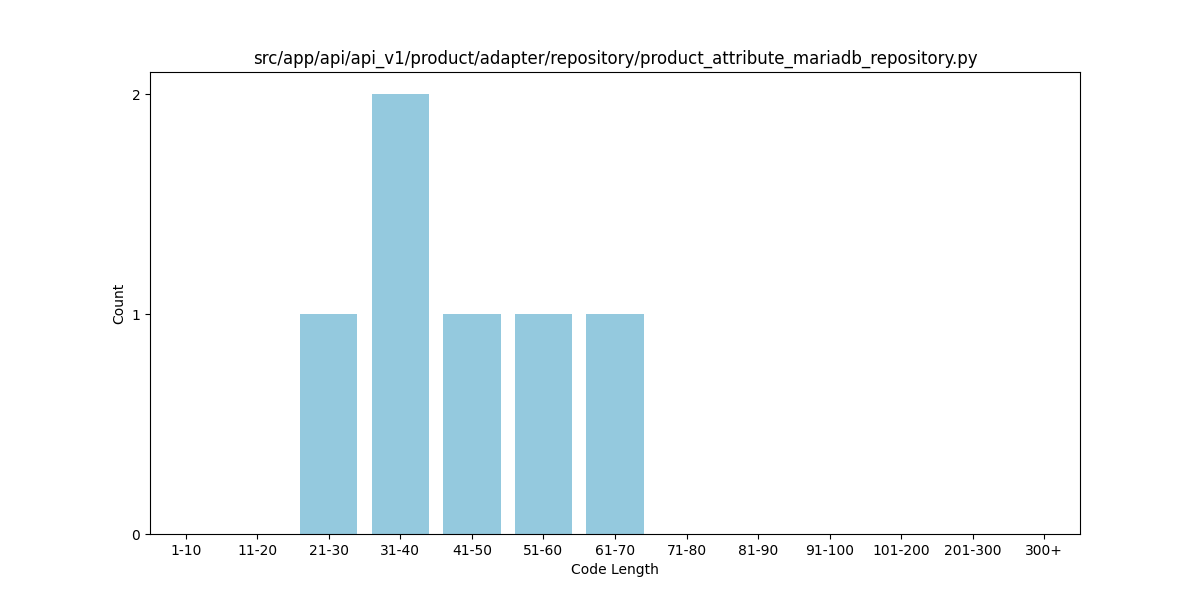 src/app/api/api_v1/product/adapter/repository/product_attribute_mariadb_repository.py
2
1
0
Count
1-10 11-20 21-30 31-40 41-50 51-60 61-70 71-80 81-90 91-100 101-200 201-300 300+
Code Length